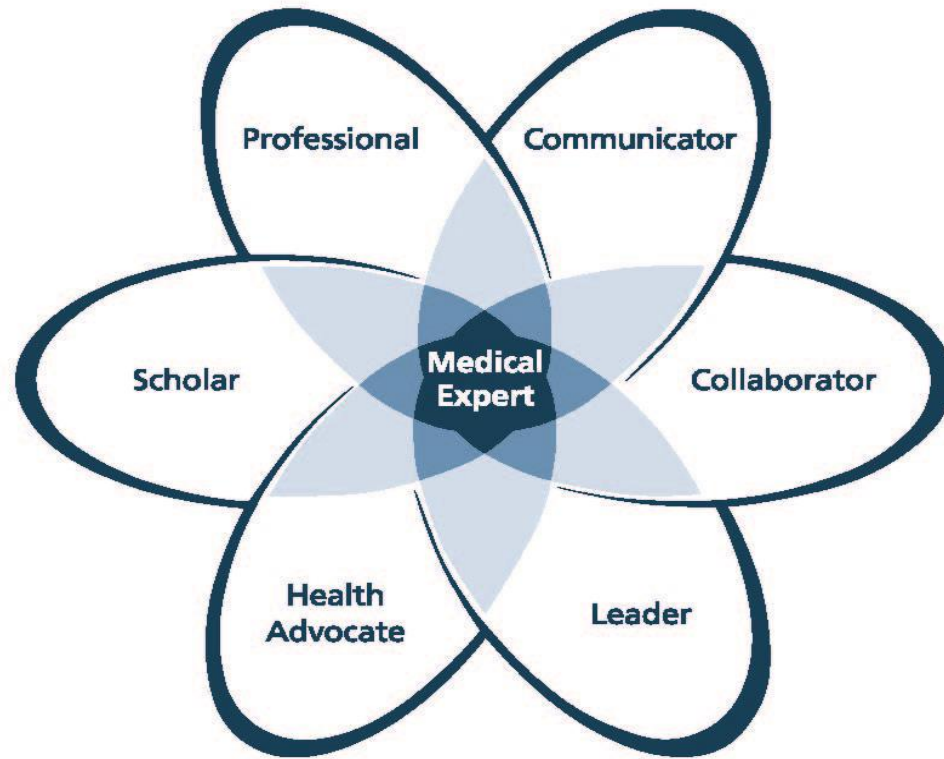 Professional
Communicator
Scholar
Medical
Expert
Collaborator
Health
Advocate
Leader